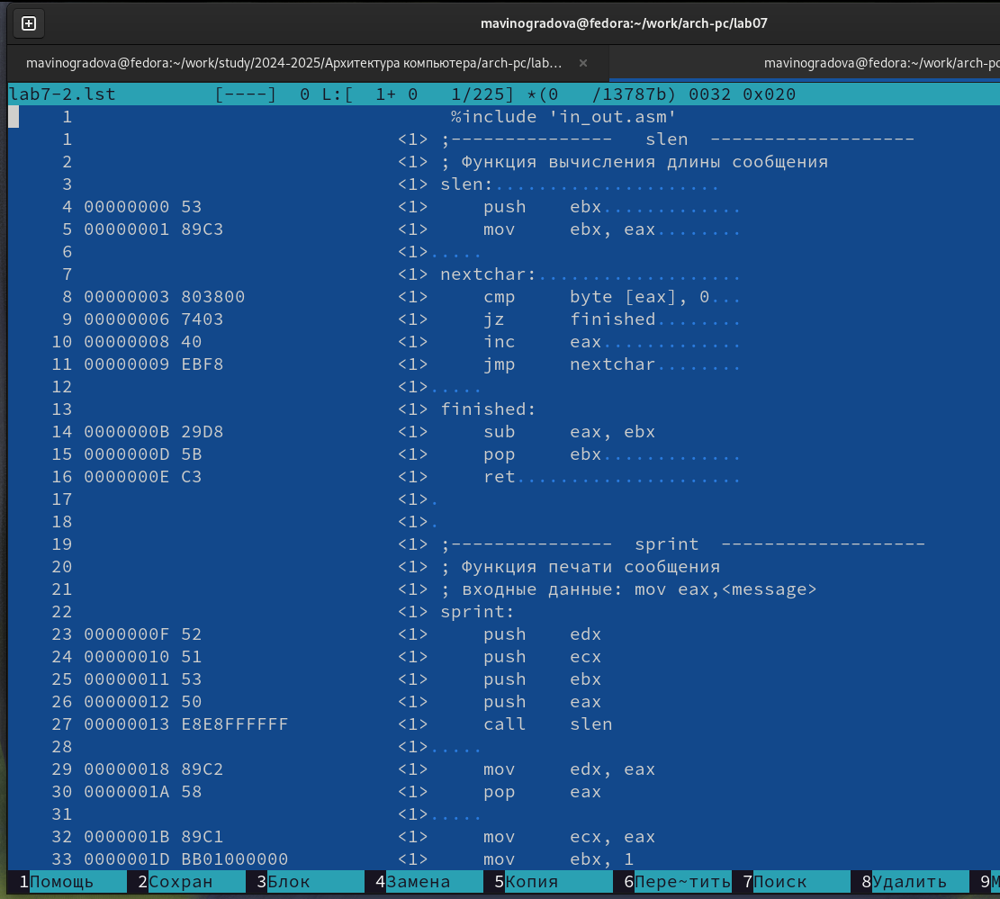 mavinogradova@fedora:~/work/arch-pc/lab07
mavinogradova@fedora:~/work/study/2024-2025/Архитектура компьютера/arch-pc/lab… × mavinogradova@fedora:~/work/arch-pc
lab7-2.lst [----] 0 L:[ 1+ 0 1/225] *(0 /13787b) 0032 0x020
1 %include 'in_out.asm'
1 <1> ;--------------- slen -------------------
2 <1> ; Функция вычисления длины сообщения
3 <1> slen:.....................
4 00000000 53 <1> push ebx.............
5 00000001 89C3 <1> mov ebx, eax........
6 <1>.....
7 <1> nextchar:...................
8 00000003 803800 <1> cmp byte [eax], 0...
9 00000006 7403 <1> jz finished........
10 00000008 40 <1> inc eax.............
11 00000009 EBF8 <1> jmp nextchar........
12 <1>.....
13 <1> finished:
14 0000000B 29D8 <1> sub eax, ebx
15 0000000D 5B <1> pop ebx.............
16 0000000E C3 <1> ret.....................
17 <1>.
18 <1>.
19 <1> ;--------------- sprint -------------------
20 <1> ; Функция печати сообщения
21 <1> ; входные данные: mov eax,<message>
22 <1> sprint:
23 0000000F 52 <1> push edx
24 00000010 51 <1> push ecx
25 00000011 53 <1> push ebx
26 00000012 50 <1> push eax
27 00000013 E8E8FFFFFF <1> call slen
28 <1>.....
29 00000018 89C2 <1> mov edx, eax
30 0000001A 58 <1> pop eax
31 <1>.....
32 0000001B 89C1 <1> mov ecx, eax
33 0000001D BB01000000 <1> mov ebx, 1
1Помощь 2Сохран 3Блок 4Замена 5Копия 6Пере~тить 7Поиск 8Удалить 9